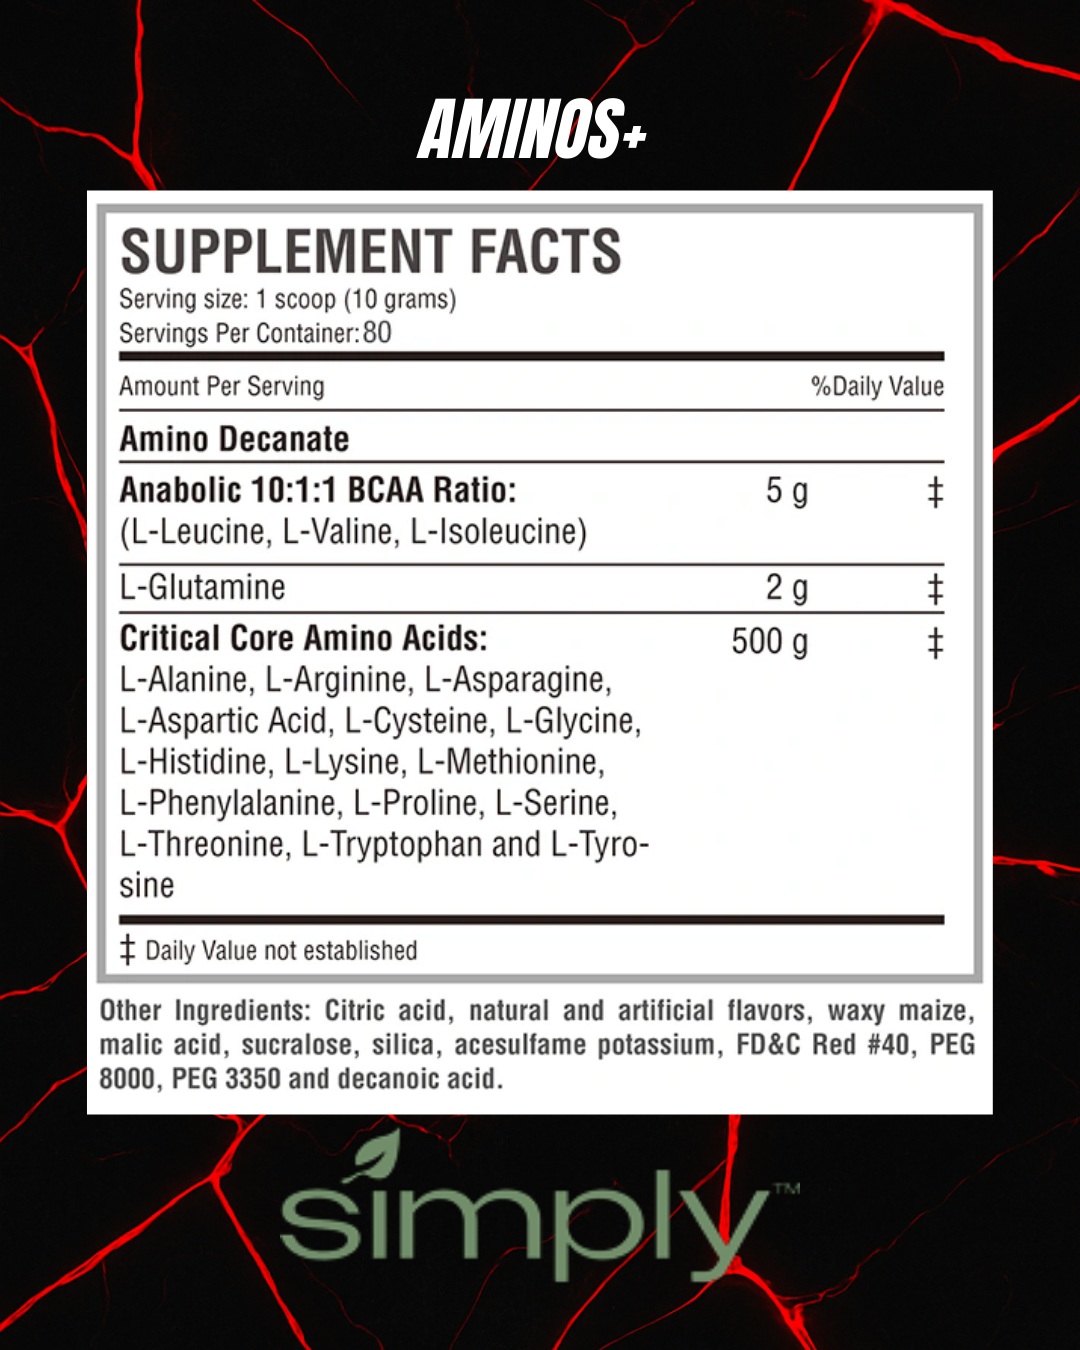 AMINOS+
SUPPLEMENT FACTS
Serving size: 1 scoop (10 grams)
Servings Per Container: 80
Amount Per Serving %Daily Value
Amino Decanate
Anabolic 10:1:1 BCAA Ratio: 5 g ‡
(L-Leucine, L-Valine, L-Isoleucine)
L-Glutamine 2 g ‡
Critical Core Amino Acids: 500 g ‡
L-Alanine, L-Arginine, L-Asparagine,
L-Aspartic Acid, L-Cysteine, L-Glycine,
L-Histidine, L-Lysine, L-Methionine,
L-Phenylalanine, L-Proline, L-Serine,
L-Threonine, L-Tryptophan and L-Tyro-
sine
‡ Daily Value not established
Other Ingredients: Citric acid, natural and artificial flavors, waxy maize,
malic acid, sucralose, silica, acesulfame potassium, FD&C Red #40, PEG
8000, PEG 3350 and decanoic acid.
simply™